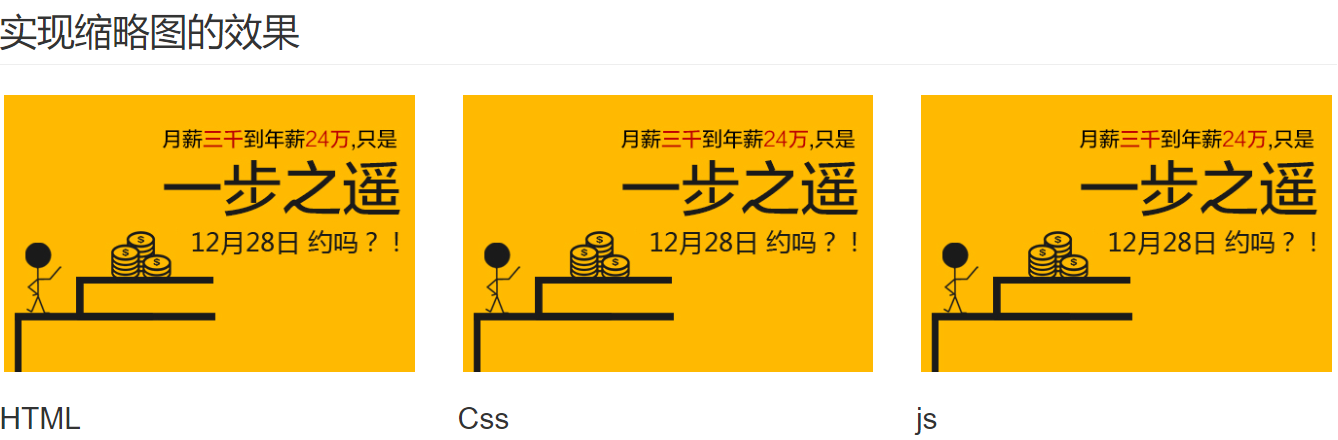 实现缩略图的效果
月薪三千到年薪24万,只是
一步之遥
12月28日 约吗？！
$
$
$
月薪三千到年薪24万,只是
一步之遥
12月28日 约吗？！
$
$
$
月薪三千到年薪24万,只是
一步之遥
12月28日 约吗？！
$
$
$
HTML
Css
js